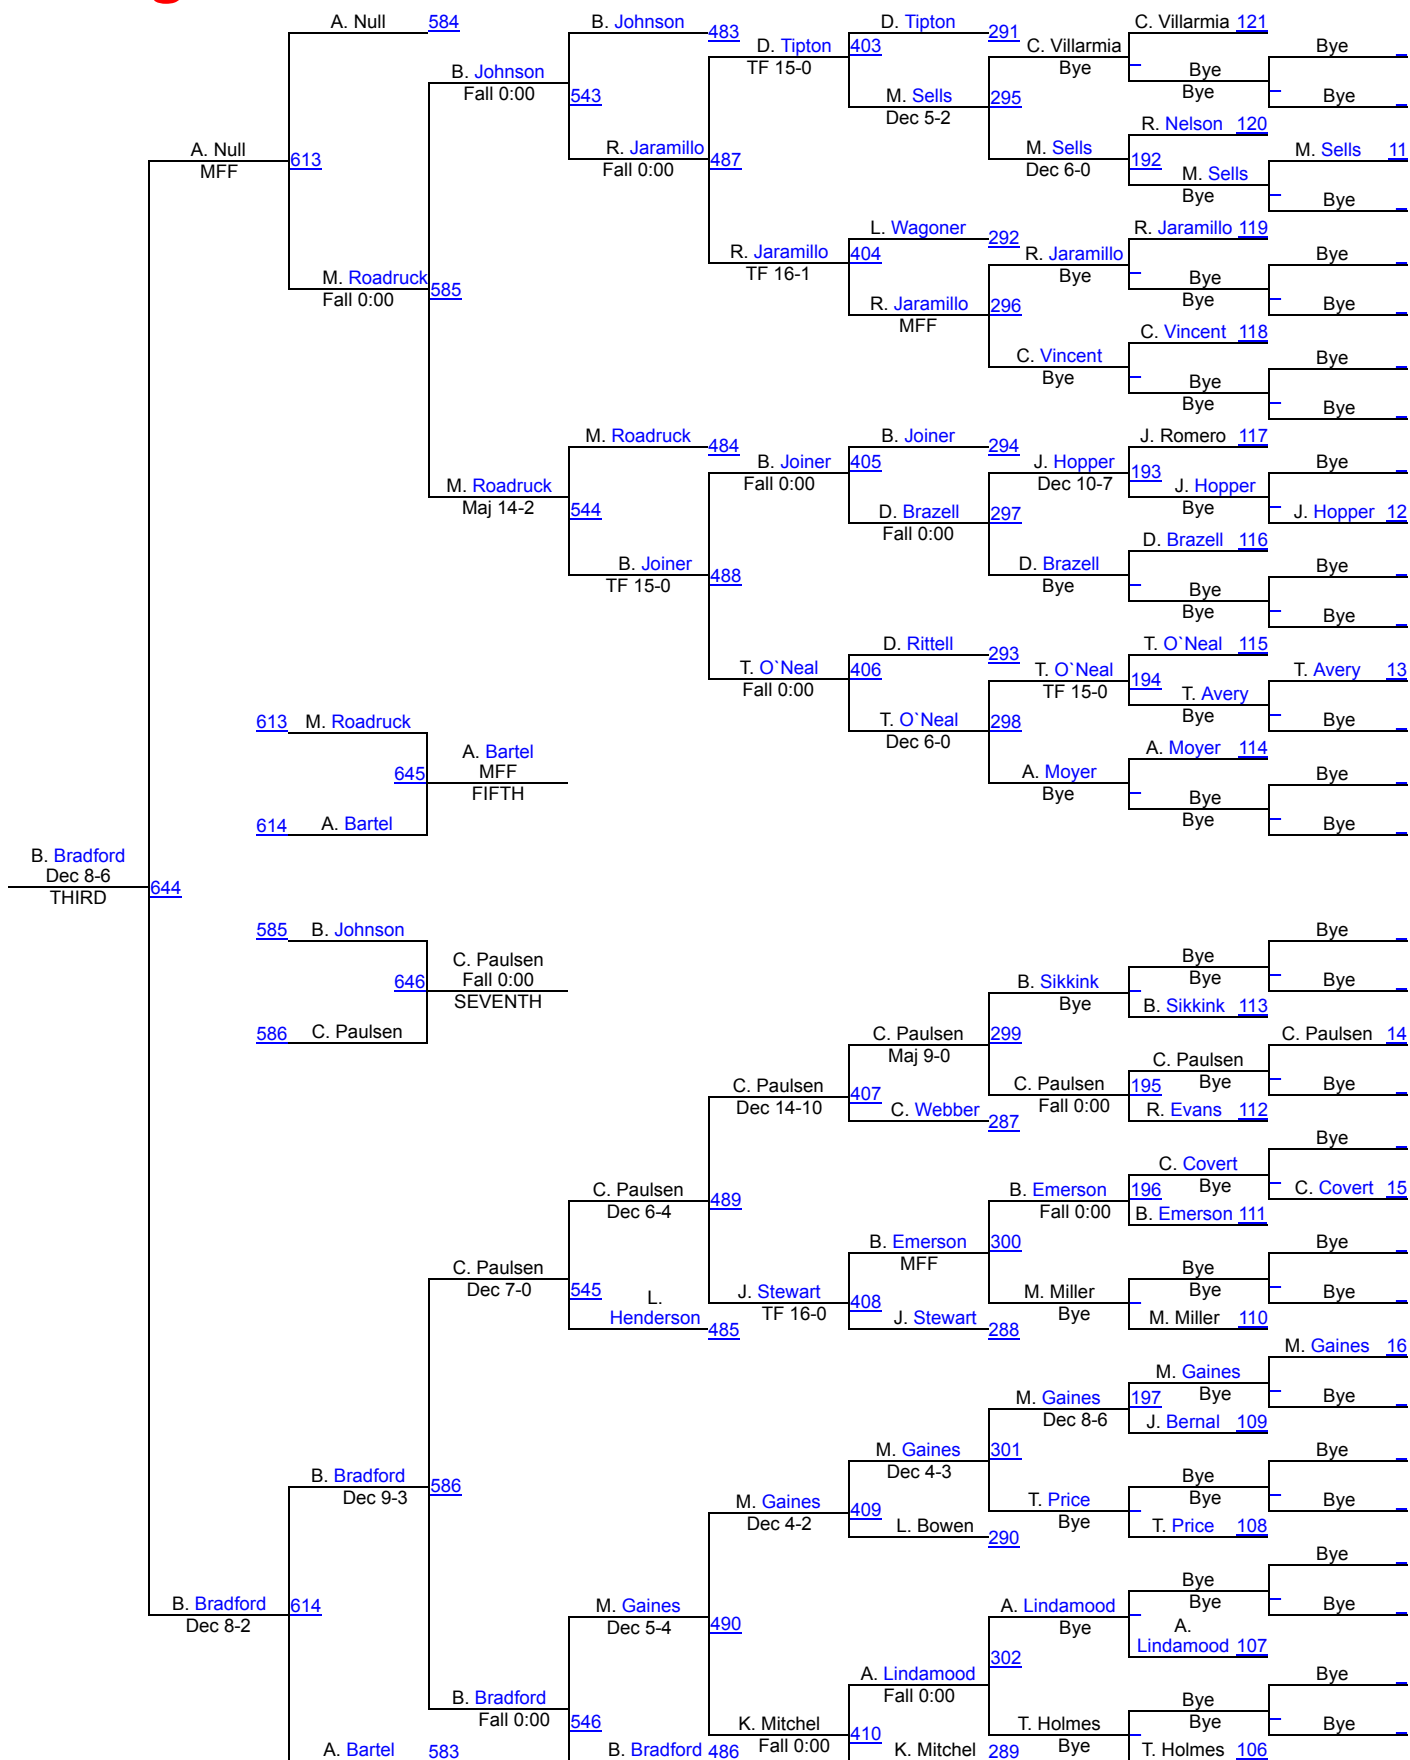 A. Null 584
B. Johnson 483
D. Tipton 291
C. Villarmia 121
D. Tipton 403
TF 15-0
C. Villarmia
Bye
Bye
B. Johnson
Fall 0:00
543
Bye
Bye
M. Sells 295
Dec 5-2
Bye
R. Nelson 120
A. Null
MFF
613
R. Jaramillo 487
Fall 0:00
M. Sells 192
Dec 6-0
M. Sells 11
M. Sells
Bye
Bye
L. Wagoner 292
R. Jaramillo 119
R. Jaramillo 404
TF 16-1
R. Jaramillo
Bye
Bye
Bye
Bye
M. Roadruck 585
Fall 0:00
R. Jaramillo 296
MFF
Bye
C. Vincent 118
C. Vincent
Bye
Bye
Bye
Bye
Bye
M. Roadruck 484
B. Joiner 294
J. Romero 117
B. Joiner 405
Fall 0:00
J. Hopper 193
Dec 10-7
Bye
M. Roadruck
Maj 14-2
544
J. Hopper
Bye
D. Brazell 297
Fall 0:00
J. Hopper 12
D. Brazell 116
B. Joiner 488
TF 15-0
D. Brazell
Bye
Bye
Bye
Bye
Bye
D. Rittell 293
T. O`Neal 115
T. O`Neal 406
Fall 0:00
T. O`Neal 194
TF 15-0
T. Avery 13
T. Avery
Bye
613 M. Roadruck
T. O`Neal 298
Dec 6-0
Bye
A. Bartel
645 MFF
FIFTH
A. Moyer 114
A. Moyer
Bye
Bye
Bye
Bye
614 A. Bartel
Bye
B. Bradford
Dec 8-6
THIRD
644
585 B. Johnson
Bye
C. Paulsen
646 Fall 0:00
SEVENTH
Bye
Bye
B. Sikkink
Bye
Bye
B. Sikkink 113
586 C. Paulsen
C. Paulsen 299
Maj 9-0
C. Paulsen 14
C. Paulsen
Dec 14-10
407
C. Paulsen 195
Fall 0:00
C. Paulsen
Bye
Bye
C. Webber 287
R. Evans 112
Bye
C. Paulsen 489
Dec 6-4
B. Emerson 196
Fall 0:00
C. Covert
Bye
C. Covert 15
B. Emerson 111
B. Emerson 300
MFF
Bye
C. Paulsen
Dec 7-0
545
J. Stewart 408
TF 16-0
M. Miller
Bye
Bye
Bye
Bye
L.
Henderson 485
J. Stewart 288
M. Miller 110
M. Gaines 16
M. Gaines
Bye
M. Gaines 197
Dec 8-6
Bye
J. Bernal 109
M. Gaines 301
Dec 4-3
Bye
B. Bradford 586
Dec 9-3
Bye
Bye
M. Gaines 409
Dec 4-2
T. Price
Bye
Bye
L. Bowen 290
T. Price 108
Bye
B. Bradford 614
Dec 8-2
M. Gaines 490
Dec 5-4
A. Lindamood
Bye
Bye
Bye
Bye
A.
Lindamood 107
302
A. Lindamood
Fall 0:00
Bye
B. Bradford
Fall 0:00
546
K. Mitchel 410
Fall 0:00
T. Holmes
Bye
Bye
Bye
Bye
A. Bartel 583
B. Bradford 486
K. Mitchel 289
T. Holmes 106